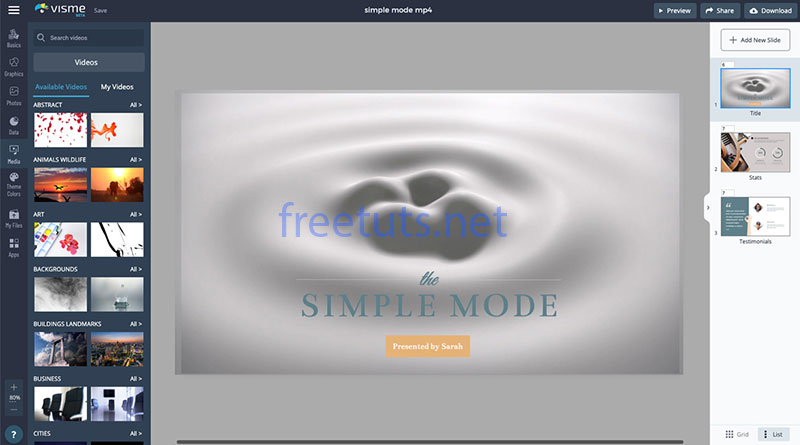 visme
BETA
Save
simple mode mp4
Preview
Share
Download
Basics
Graphics
Photos
Data
Media
Theme
Colors
My Files
Apps
80%
?
Search videos
Videos
Available Videos
My Videos
ABSTRACT
All >
ANIMALS WILDLIFE
All >
ART
All >
BACKGROUNDS
All >
BUILDINGS LANDMARKS
All >
BUSINESS
All >
CITIES
All >
freetuts.net
the
SIMPLE MODE
Presented by Sarah
Add New Slide
6
1
Title
7
2
Stats
7
3
Testimonials
Grid
List